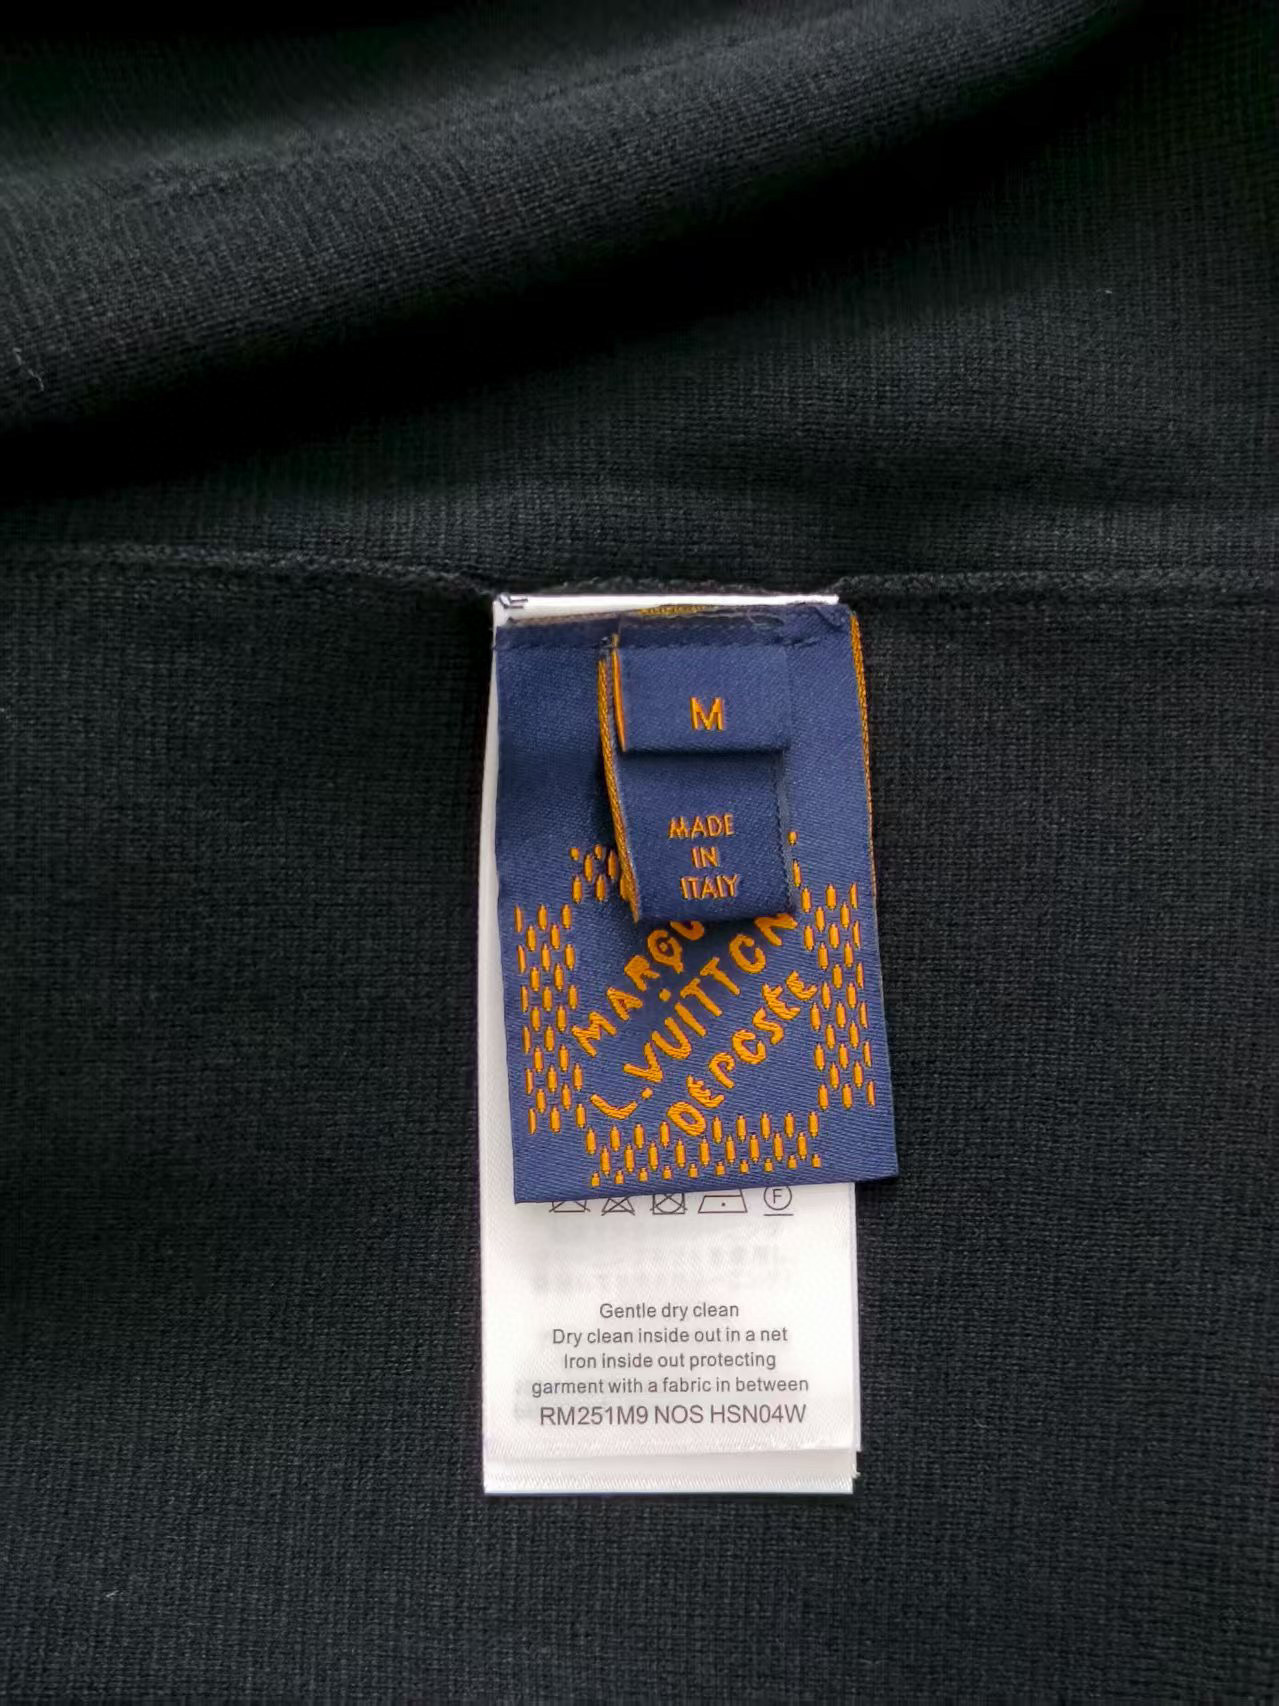 M
MADE
IN
ITALY
L.VUITTON
DEPOSÉ
F
Gentle dry clean
Dry clean inside out in a net
Iron inside out protecting
garment with a fabric in between
RM251M9 NOS HSN04W